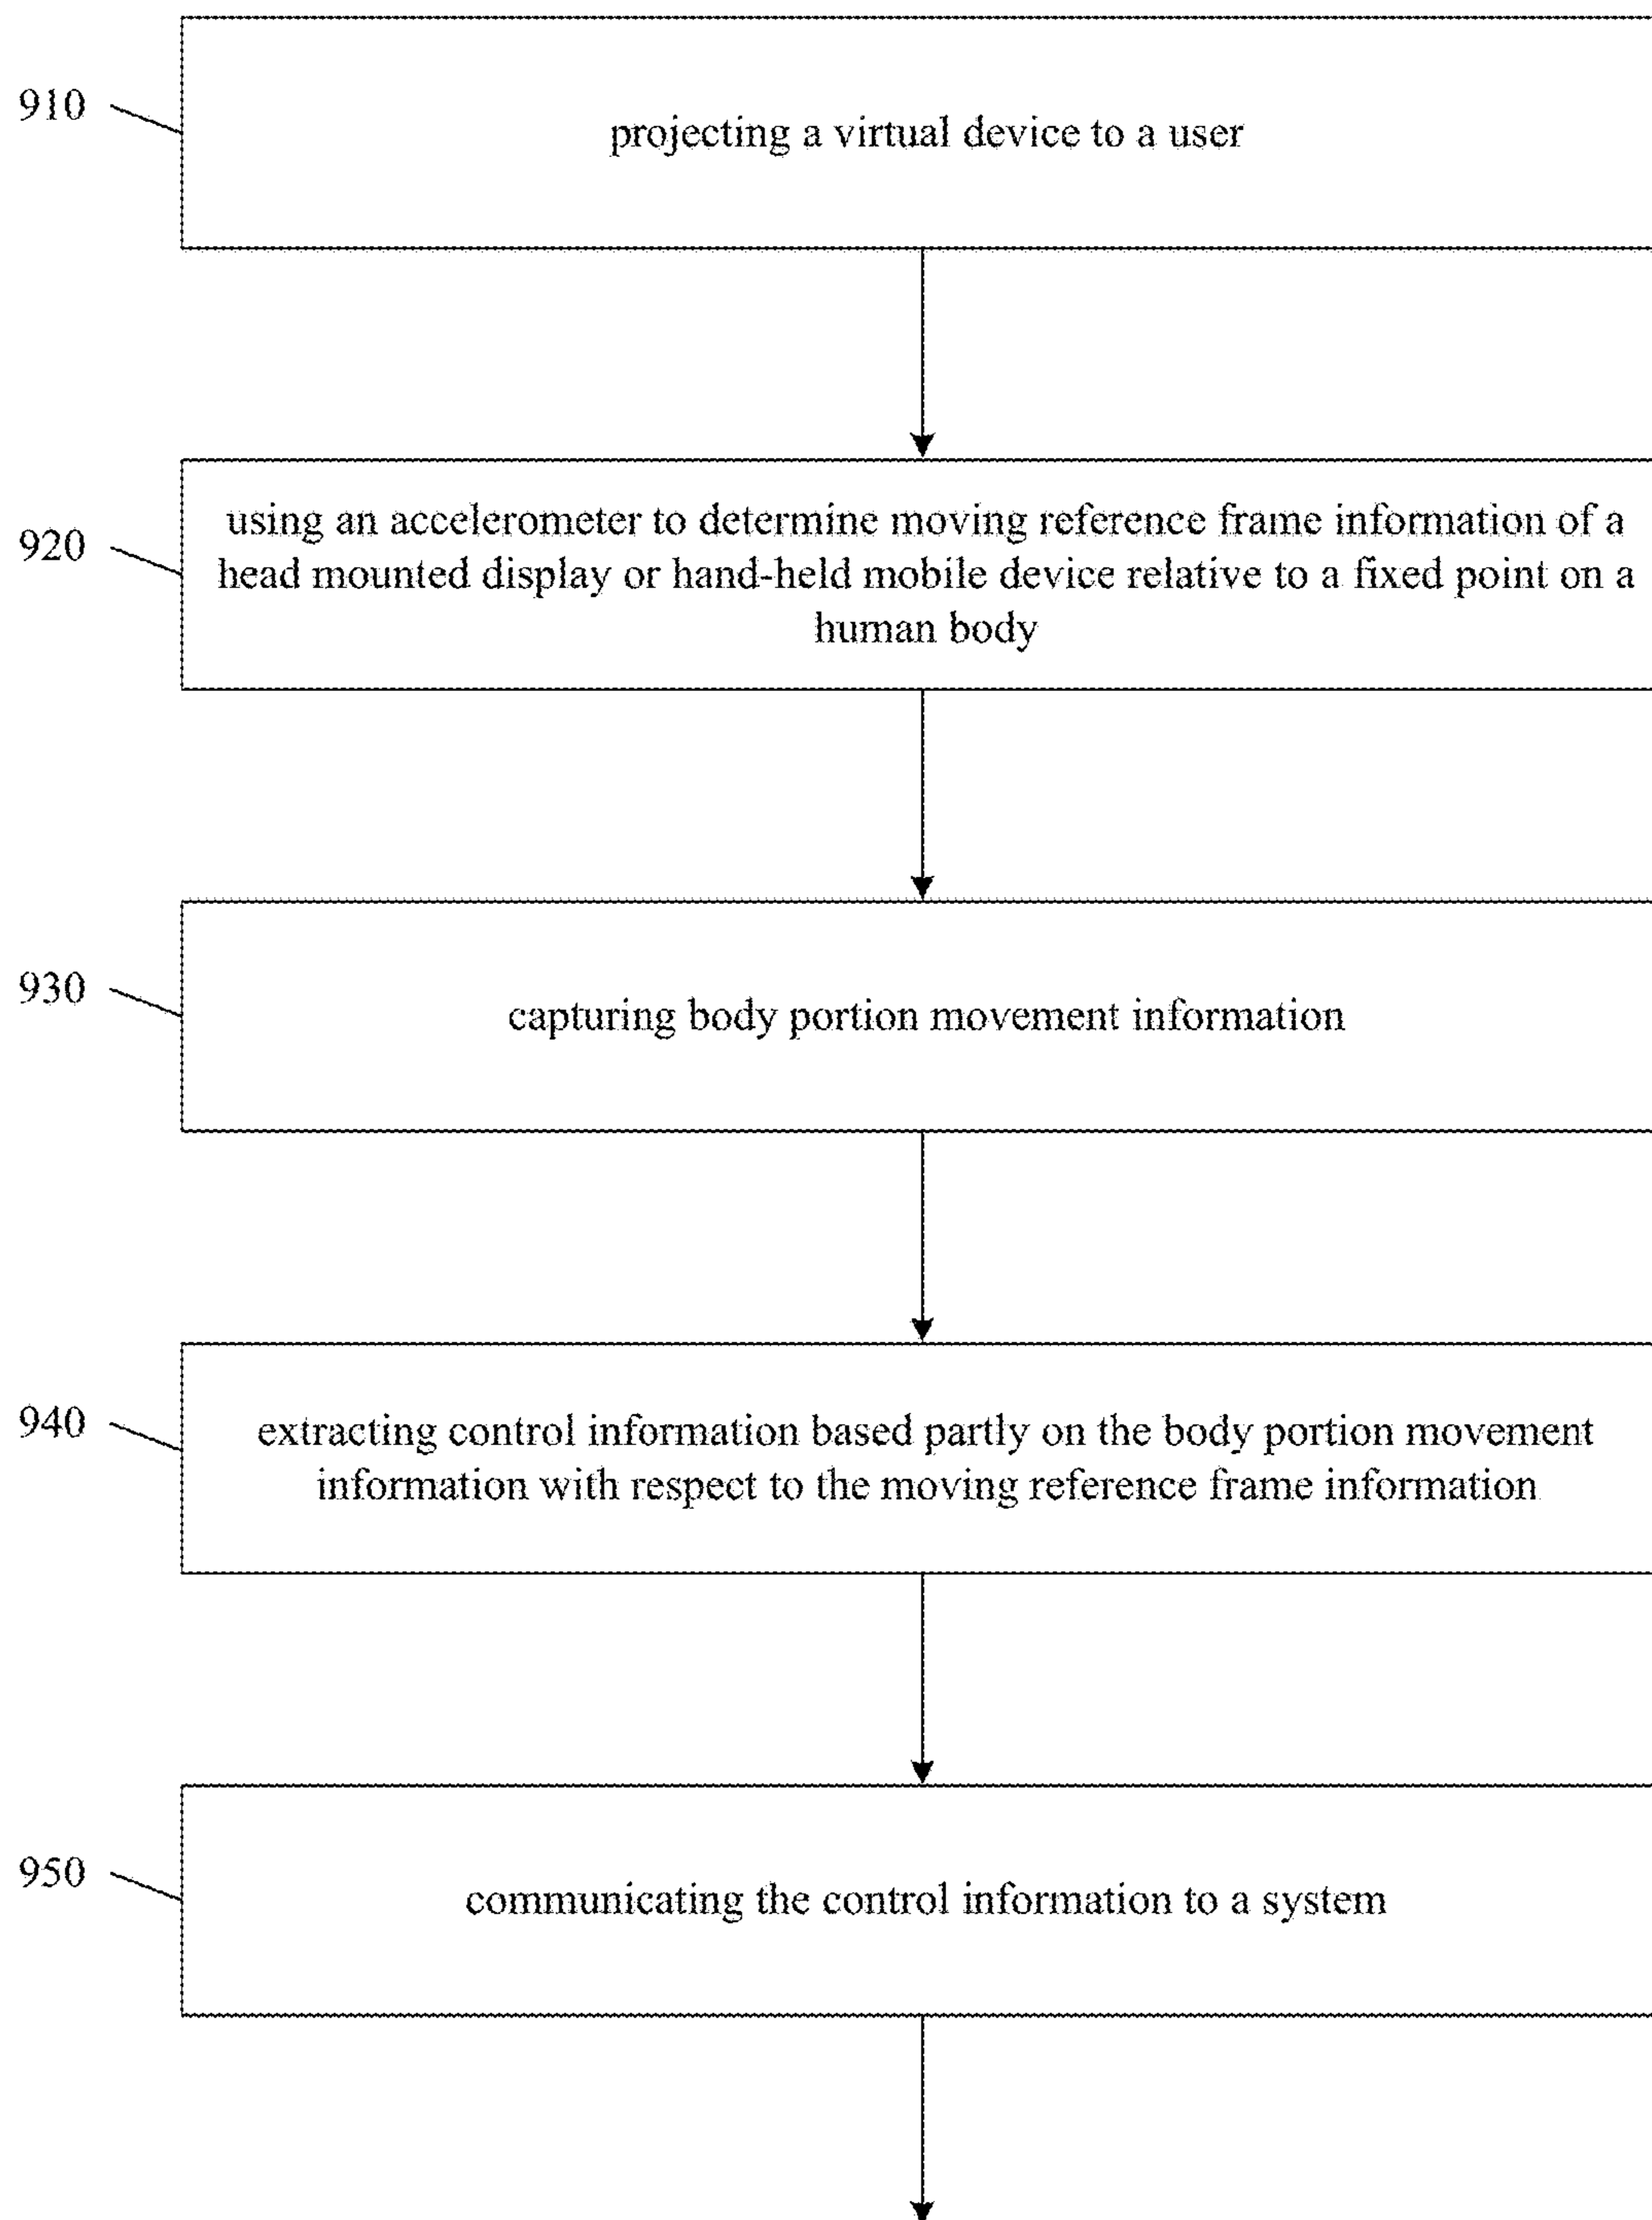 910
projecting a virtual device to a user
920
using an accelerometer to determine moving reference frame information of a
head mounted display or hand-held mobile device relative to a fixed point on a
human body
930
capturing body portion movement information
940
extracting control information based partly on the body portion movement
information with respect to the moving reference frame information
950
communicating the control information to a system